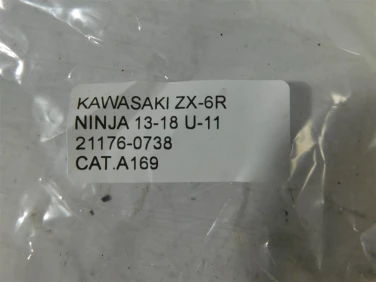 KAWASAKI ZX-6R
NINJA 13-18 U-11
21176-0738
CAT.A169